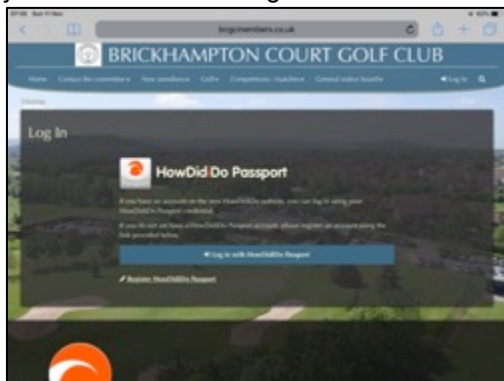 bcgcmembers.co.uk
BRICKHAMPTON COURT GOLF CLUB
Home Contact the committee New members Golf Competitions / matches General notice boards Log In
Home
Log In
HowDidiDo Passport
If you have an account on the new HowDidiDo website, you can log in using your
HowDidiDo Passport credential.
If you do not yet have a HowDidiDo Passport account, please register an account using the
link provided below.
Log in with HowDidiDo Passport
Register HowDidiDo Passport